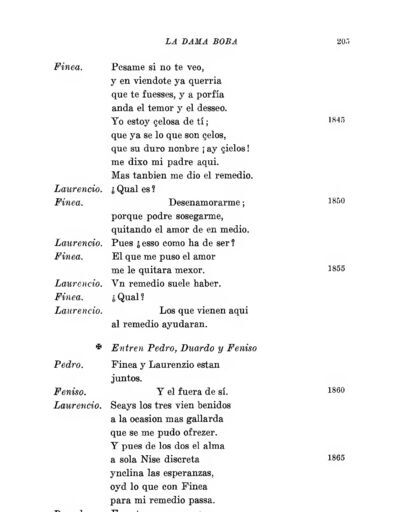 LA DAMA BOBA 205
Finea. Pesame si no te veo,
y en viendote ya querria
que te fuesses, y a porfía
anda el temor y el desseo.
Yo estoy çelosa de tí; 1845
que ya se lo que son çelos,
que su duro nonbre ¡ay çielos!
me dixo mi padre aqui.
Mas tanbien me dio el remedio.
Laurencio. ¿Qual es?
Finea. Desenamorarme; 1850
porque podre sosegarme,
quitando el amor de en medio.
Laurencio. Pues ¿esso como ha de ser?
Finea. El que me puso el amor
me le quitara mexor. 1855
Laurencio. Vn remedio suele haber.
Finea. ¿Qual?
Laurencio. Los que vienen aqui
al remedio ayudaran.
✠ Entren Pedro, Duardo y Feniso
Pedro. Finea y Laurenzio estan
juntos.
Feniso. Y el fuera de sí. 1860
Laurencio. Seays los tres vien benidos
a la ocasion mas gallarda
que se me pudo ofrezer.
Y pues de los dos el alma
a sola Nise discreta 1865
ynclina las esperanzas,
oyd lo que con Finea
para mi remedio passa.